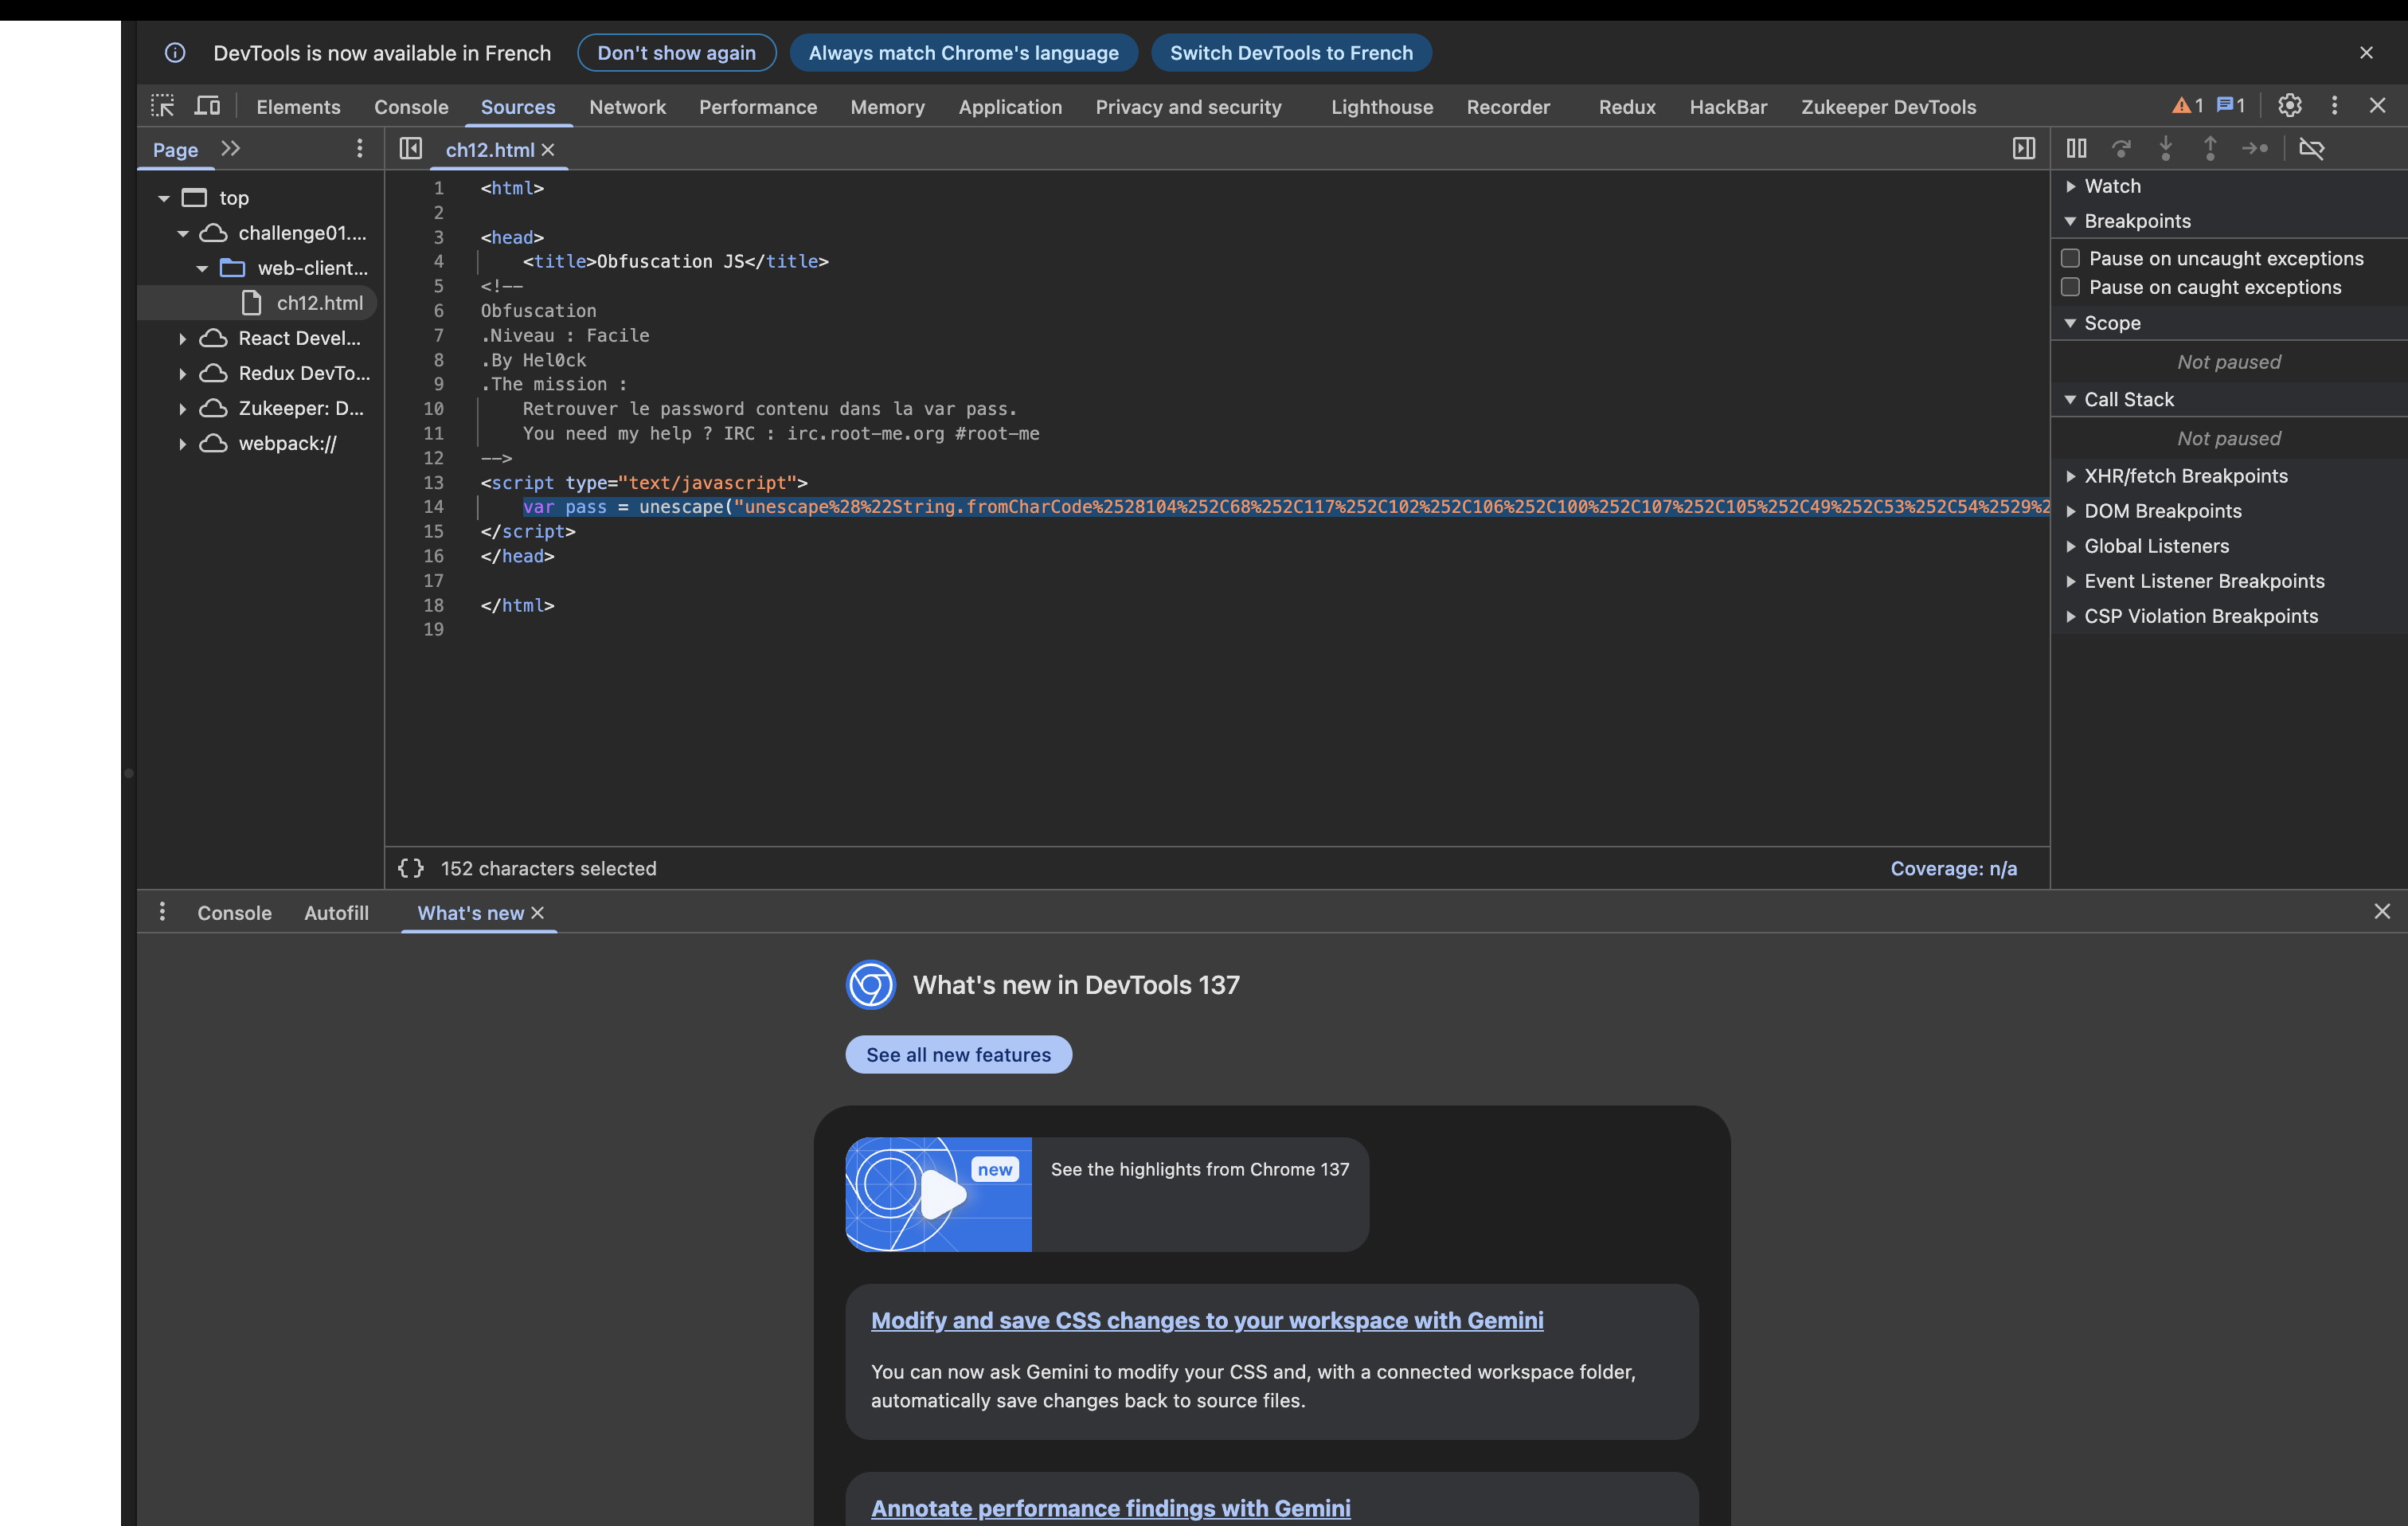 DevTools is now available in French Don't show again Always match Chrome's language Switch DevTools to French
Elements Console Sources Network Performance Memory Application Privacy and security Lighthouse Recorder Redux HackBar Zukeeper DevTools 1 1
Page
ch12.html
top
challenge01....
web-client...
ch12.html
React Devel...
Redux DevTo...
Zukeeper: D...
webpack://
1 <html>
2
3 <head>
4 <title>Obfuscation JS</title>
5 <!--
6 Obfuscation
7 .Niveau : Facile
8 .By Hel0ck
9 .The mission :
10 Retrouver le password contenu dans la var pass.
11 You need my help ? IRC : irc.root-me.org #root-me
12 -->
13 <script type="text/javascript">
14 var pass = unescape("unescape%28%22String.fromCharCode%2528104%252C68%252C117%252C102%252C106%252C100%252C107%252C105%252C49%252C53%252C54%2529%2
15 </script>
16 </head>
17
18 </html>
19
{} 152 characters selected
Coverage: n/a
Watch
Breakpoints
Pause on uncaught exceptions
Pause on caught exceptions
Scope
Not paused
Call Stack
Not paused
XHR/fetch Breakpoints
DOM Breakpoints
Global Listeners
Event Listener Breakpoints
CSP Violation Breakpoints
Console Autofill What's new
What's new in DevTools 137
See all new features
new
See the highlights from Chrome 137
Modify and save CSS changes to your workspace with Gemini
You can now ask Gemini to modify your CSS and, with a connected workspace folder,
automatically save changes back to source files.
Annotate performance findings with Gemini